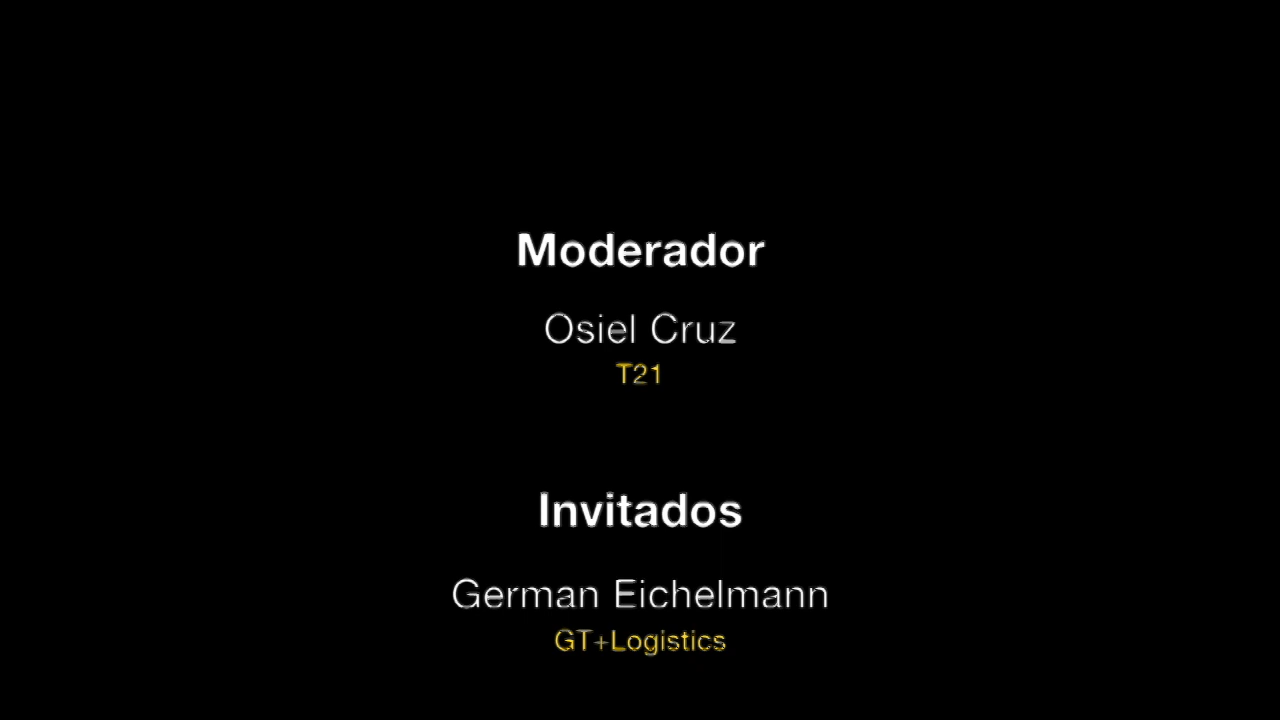 Moderador
Osiel Cruz
T21
Invitados
German Eichelmann
GT+Logistics